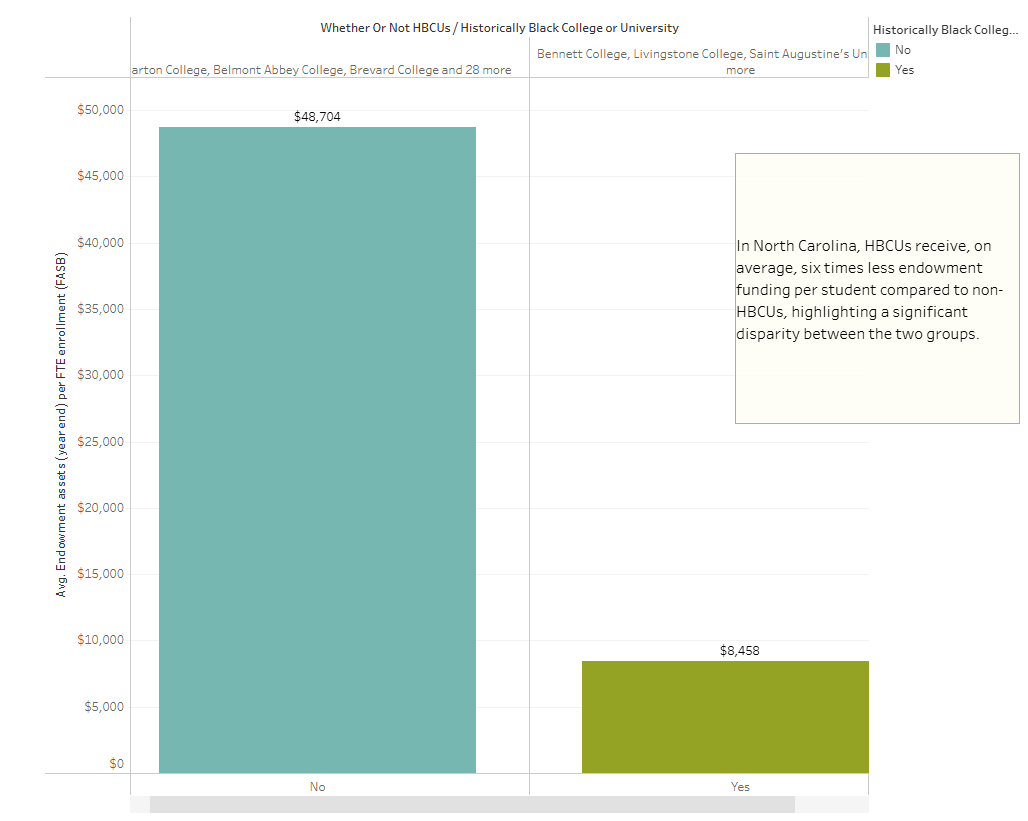 Whether Or Not HBCUs / Historically Black College or University
arton College, Belmont Abbey College, Brevard College and 28 more
Bennett College, Livingstone College, Saint Augustine's Un
more
Historically Black Colleg...
No
Yes
Avg. Endowment assets (year end) per FTE enrollment (FASB)
$50,000
$45,000
$40,000
$35,000
$30,000
$25,000
$20,000
$15,000
$10,000
$5,000
$0
$48,704
$8,458
In North Carolina, HBCUs receive, on
average, six times less endowment
funding per student compared to non-
HBCUs, highlighting a significant
disparity between the two groups.
No
Yes